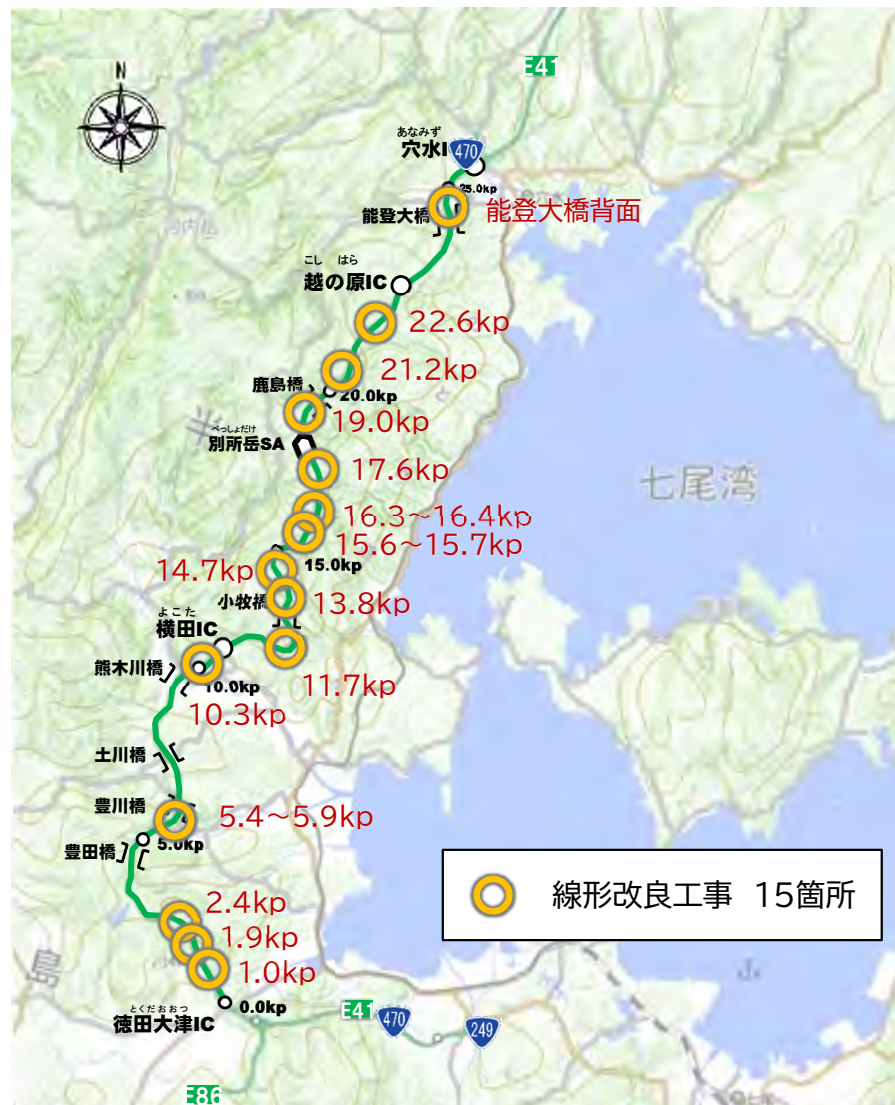 N
E41
あなみず
穴水I
470
25.0kp
能登大橋
能登大橋背面
こし はら
越の原IC
22.6kp
21.2kp
鹿島橋
20.0kp
19.0kp
べっしょだけ
別所岳SA
17.6kp
七尾湾
16.3～16.4kp
15.6～15.7kp
15.0kp
14.7kp
小牧橋
13.8kp
よこた
横田IC
熊木川橋
10.0kp
11.7kp
10.3kp
土川橋
豊川橋
5.4～5.9kp
5.0kp
豊田橋
線形改良工事 15箇所
2.4kp
1.9kp
1.0kp
島
0.0kp
とくだおおつ
徳田大津IC
E41
470
249
E86